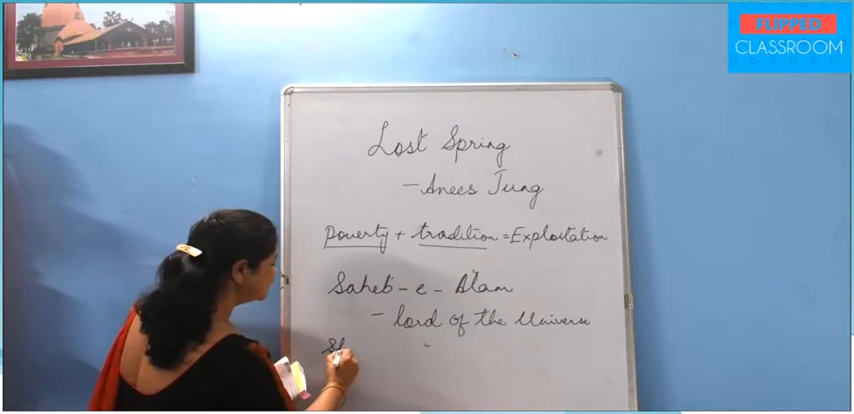 FLIPPED
CLASSROOM
Lost Spring
- Anees Jung
poverty + tradition = Exploitation
Saheb - e - Alam
- lord of the Universe